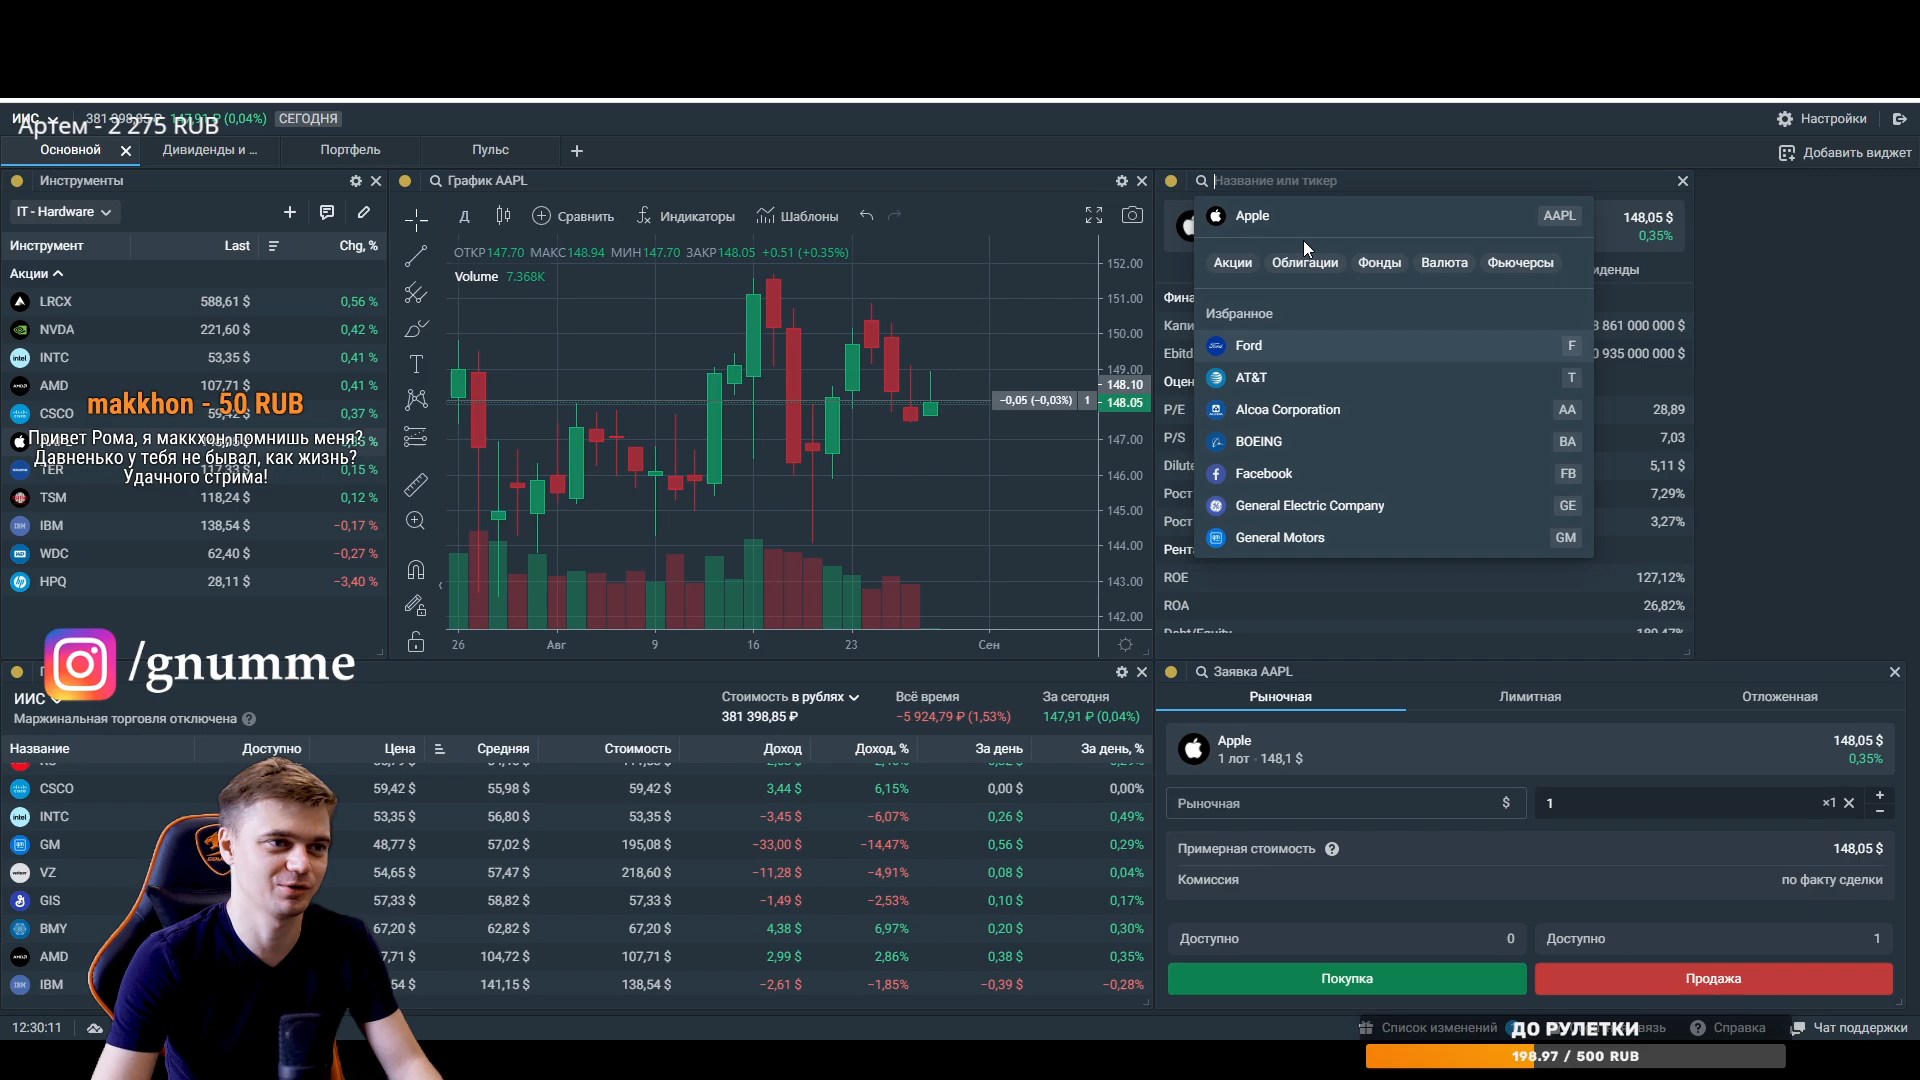 ИИС 381 398,85 ₽ 147,91 ₽ (0,04%) СЕГОДНЯ
Артем - 2 275 RUB
Настройки
Основной Дивиденды и ... Портфель Пульс
Добавить виджет
Инструменты
IT - Hardware
Инструмент Last Chg, %
Акции
LRCX 588,61 $ 0,56 %
NVDA 221,60 $ 0,42 %
INTC 53,35 $ 0,41 %
AMD 107,71 $ 0,41 %
CSCO 59,42 $ 0,37 %
makkhon - 50 RUB
Привет Рома, я маккхон, помнишь меня?
Давненько у тебя не бывал, как жизнь?
Удачного стрима!
TER 117,33 $ 0,15 %
TSM 118,24 $ 0,12 %
IBM 138,54 $ −0,17 %
WDC 62,40 $ −0,27 %
HPQ 28,11 $ −3,40 %
/gnumme
График AAPL
Д Сравнить Индикаторы Шаблоны
ОТКР147.70 МАКС148.94 МИН147.70 ЗАКР148.05 +0.51 (+0.35%)
Volume 7.368K
152.00
151.00
150.00
149.00
148.10
−0,05 (−0,03%) 1 148.05
147.00
146.00
145.00
144.00
143.00
142.00
26 Авг 9 16 23 Сен
Название или тикер
Apple AAPL
148,05 $
0,35%
Акции Облигации Фонды Валюта Фьючерсы
Избранное
Ford F
AT&T T
Alcoa Corporation AA
BOEING BA
Facebook FB
General Electric Company GE
General Motors GM
P/E 28,89
P/S 7,03
5,11 $
Рост 7,29%
Рост 3,27%
ROE 127,12%
ROA 26,82%
Debt/Equity 189,47%
ИИС
Маржинальная торговля отключена
Стоимость в рублях Всё время За сегодня
381 398,85 ₽ −5 924,79 ₽ (1,53%) 147,91 ₽ (0,04%)
Название Доступно Цена Средняя Стоимость Доход Доход, % За день За день, %
CSCO 59,42 $ 55,98 $ 59,42 $ 3,44 $ 6,15% 0,00 $ 0,00%
INTC 53,35 $ 56,80 $ 53,35 $ −3,45 $ −6,07% 0,26 $ 0,49%
GM 48,77 $ 57,02 $ 195,08 $ −33,00 $ −14,47% 0,56 $ 0,29%
VZ 54,65 $ 57,47 $ 218,60 $ −11,28 $ −4,91% 0,08 $ 0,04%
GIS 57,33 $ 58,82 $ 57,33 $ −1,49 $ −2,53% 0,10 $ 0,17%
BMY 67,20 $ 62,82 $ 67,20 $ 4,38 $ 6,97% 0,20 $ 0,30%
AMD 7,71 $ 104,72 $ 107,71 $ 2,99 $ 2,86% 0,38 $ 0,35%
IBM 54 $ 141,15 $ 138,54 $ −2,61 $ −1,85% −0,39 $ −0,28%
Заявка AAPL
Рыночная Лимитная Отложенная
Apple 148,05 $
1 лот · 148,1 $ 0,35%
Рыночная $ 1 ×1
Примерная стоимость 148,05 $
Комиссия по факту сделки
Доступно 0 Доступно 1
Покупка Продажа
12:30:11
Список изменений Справка Чат поддержки
ДО РУЛЕТКИ
198.97 / 500 RUB